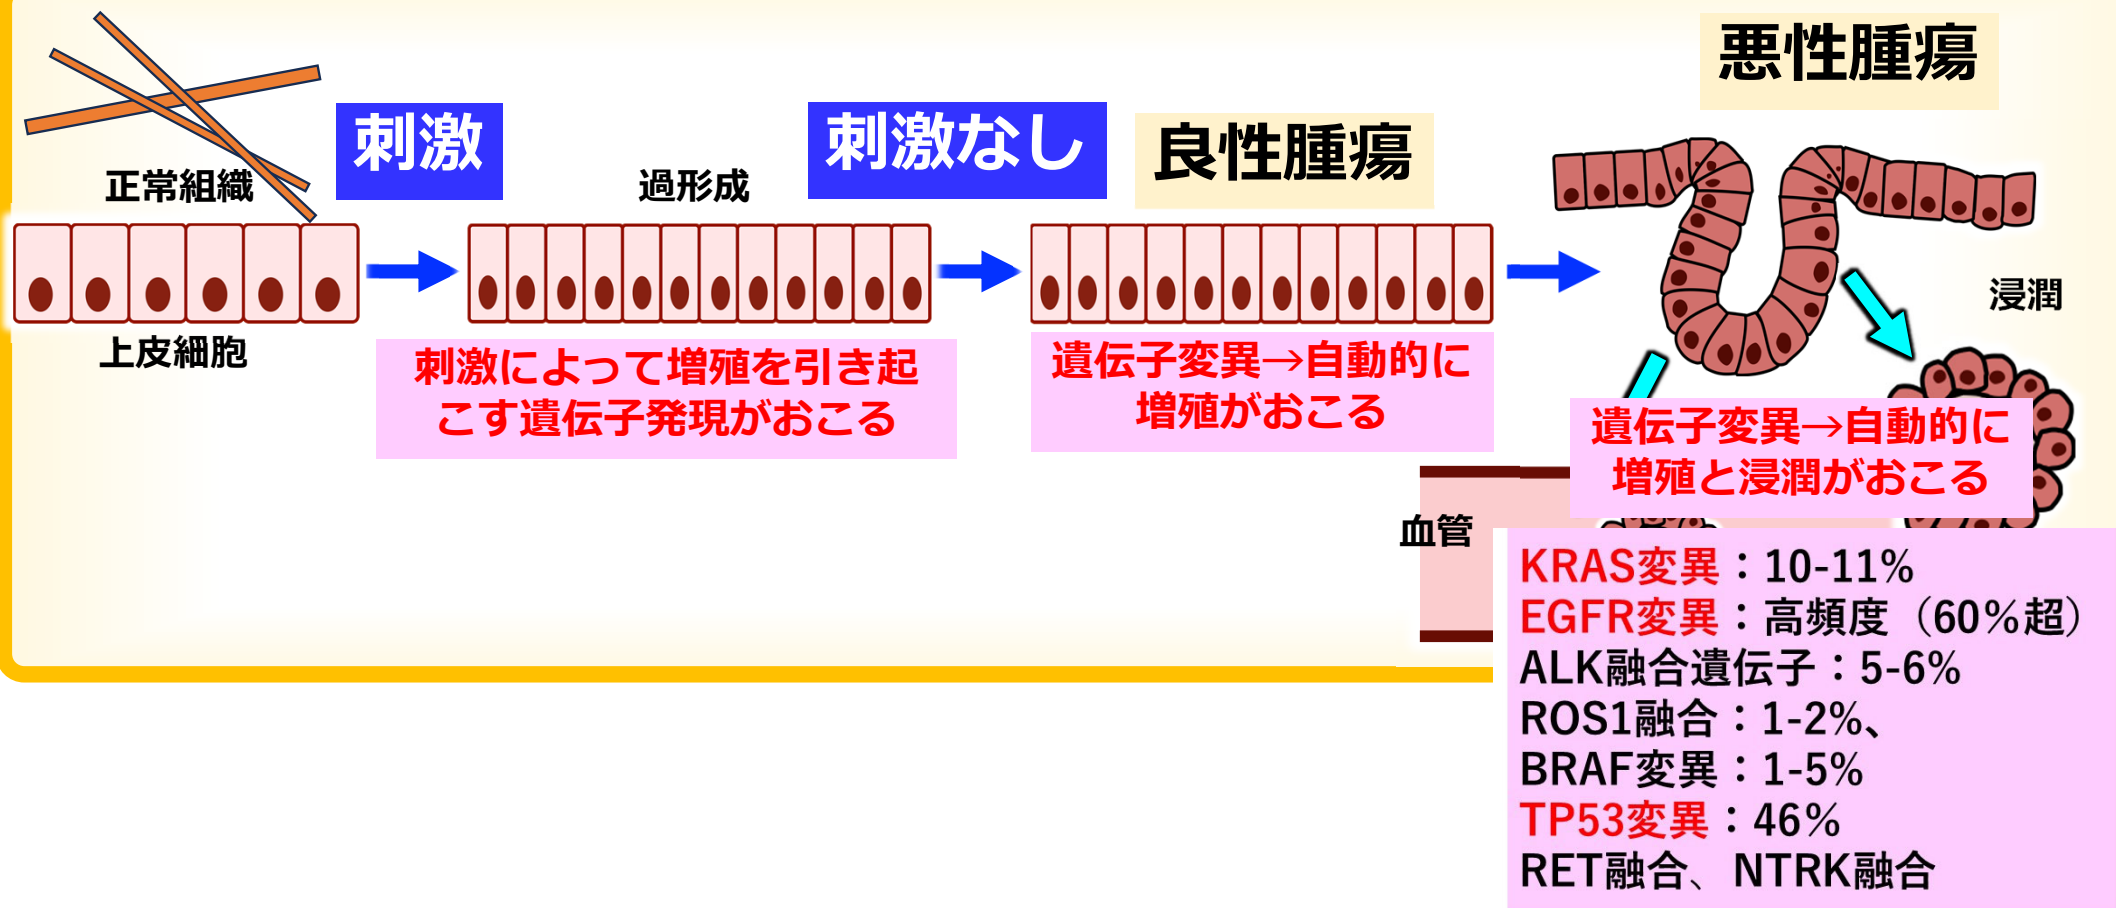 悪性腫瘍
刺激
刺激なし
良性腫瘍
正常組織
過形成
浸潤
上皮細胞
刺激によって増殖を引き起
こす遺伝子発現がおこる
遺伝子変異→自動的に
増殖がおこる
遺伝子変異→自動的に
増殖と浸潤がおこる
血管
KRAS変異：10-11%
EGFR変異：高頻度（60％超）
ALK融合遺伝子：5-6%
ROS1融合：1-2%、
BRAF変異：1-5%
TP53変異：46%
RET融合、NTRK融合